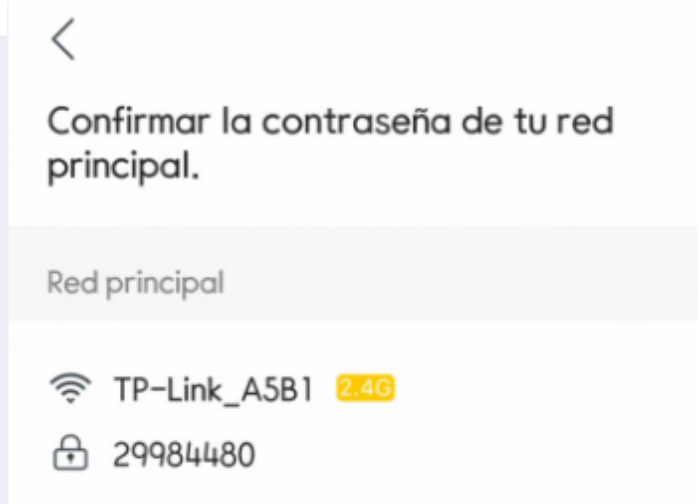 Confirmar la contraseña de tu red
principal.
Red principal
TP-Link_A5B1 2.4G
29984480